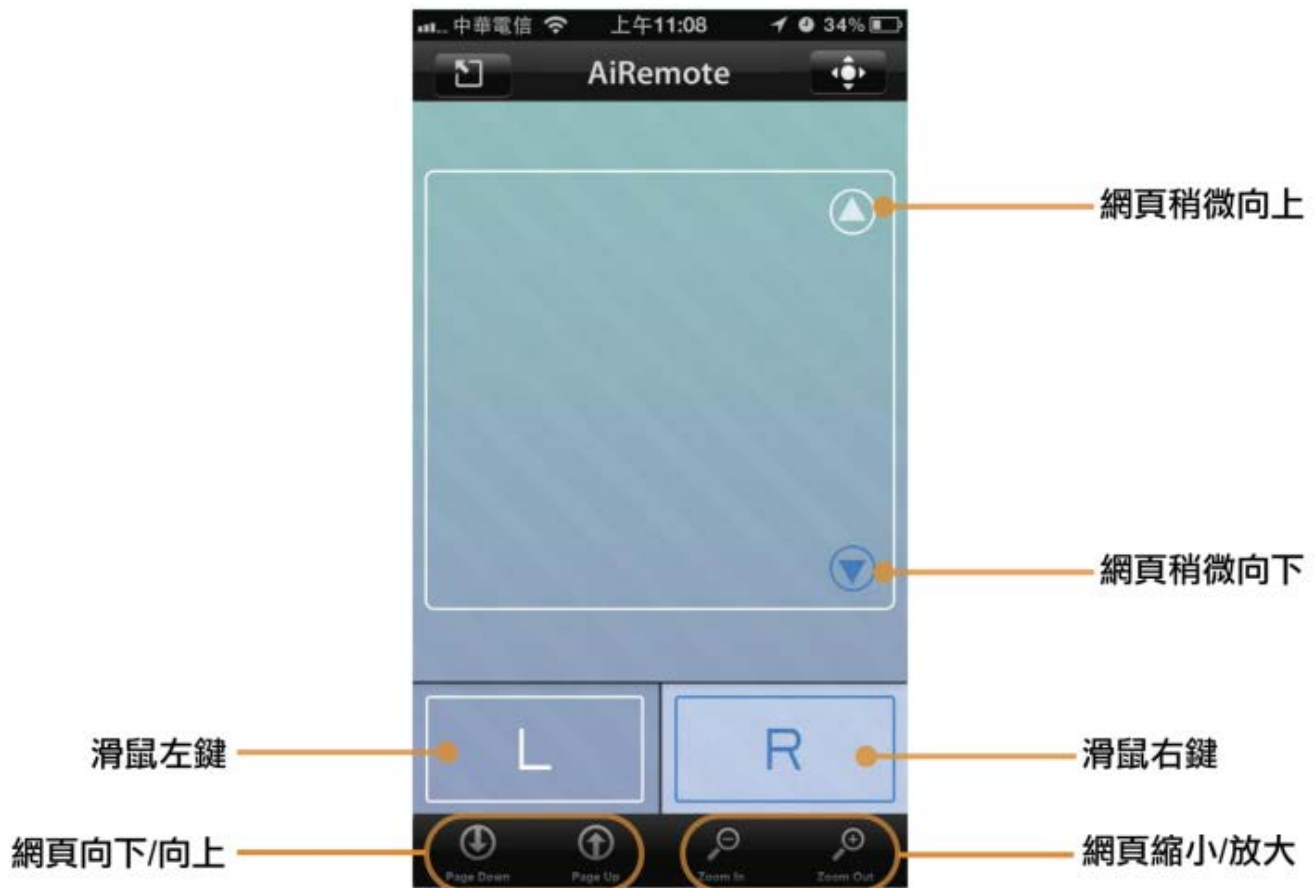 中華電信 上午11:08 34%
AiRemote
網頁稍微向上
網頁稍微向下
滑鼠左鍵
L
R
滑鼠右鍵
網頁向下/向上
Page Down
Page Up
Zoom In
Zoom Out
網頁縮小/放大